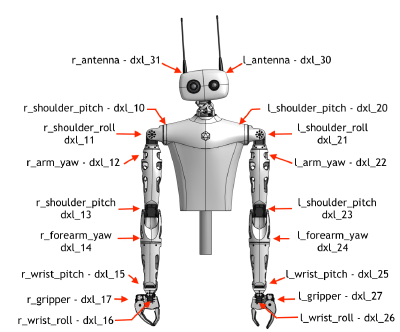 r_antenna - dxl_31
l_antenna - dxl_30
r_shoulder_pitch - dxl_10
l_shoulder_pitch - dxl_20
r_shoulder_roll
dxl_11
l_shoulder_roll
dxl_21
r_arm_yaw - dxl_12
l_arm_yaw - dxl_22
r_shoulder_pitch
dxl_13
l_shoulder_pitch
dxl_23
r_forearm_yaw
dxl_14
l_forearm_yaw
dxl_24
r_wrist_pitch - dxl_15
l_wrist_pitch - dxl_25
r_gripper - dxl_17
l_gripper - dxl_27
r_wrist_roll - dxl_16
l_wrist_roll - dxl_26